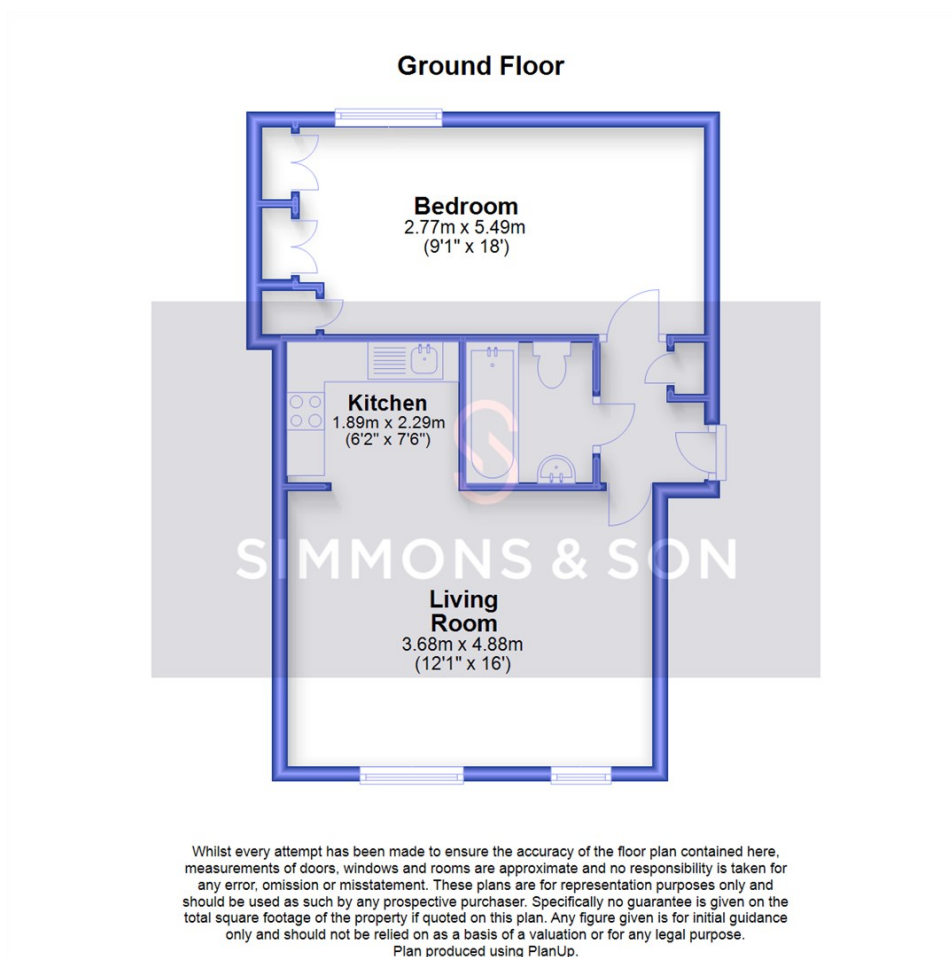 Ground Floor
Bedroom
2.77m x 5.49m
(9'1" x 18')
Kitchen
1.89m x 2.29m
(6'2" x 7'6")
S
SIMMONS & SON
Living
Room
3.68m x 4.88m
(12'1" x 16')
Whilst every attempt has been made to ensure the accuracy of the floor plan contained here,
measurements of doors, windows and rooms are approximate and no responsibility is taken for
any error, omission or misstatement. These plans are for representation purposes only and
should be used as such by any prospective purchaser. Specifically no guarantee is given on the
total square footage of the property if quoted on this plan. Any figure given is for initial guidance
only and should not be relied on as a basis of a valuation or for any legal purpose.
Plan produced using PlanUp.